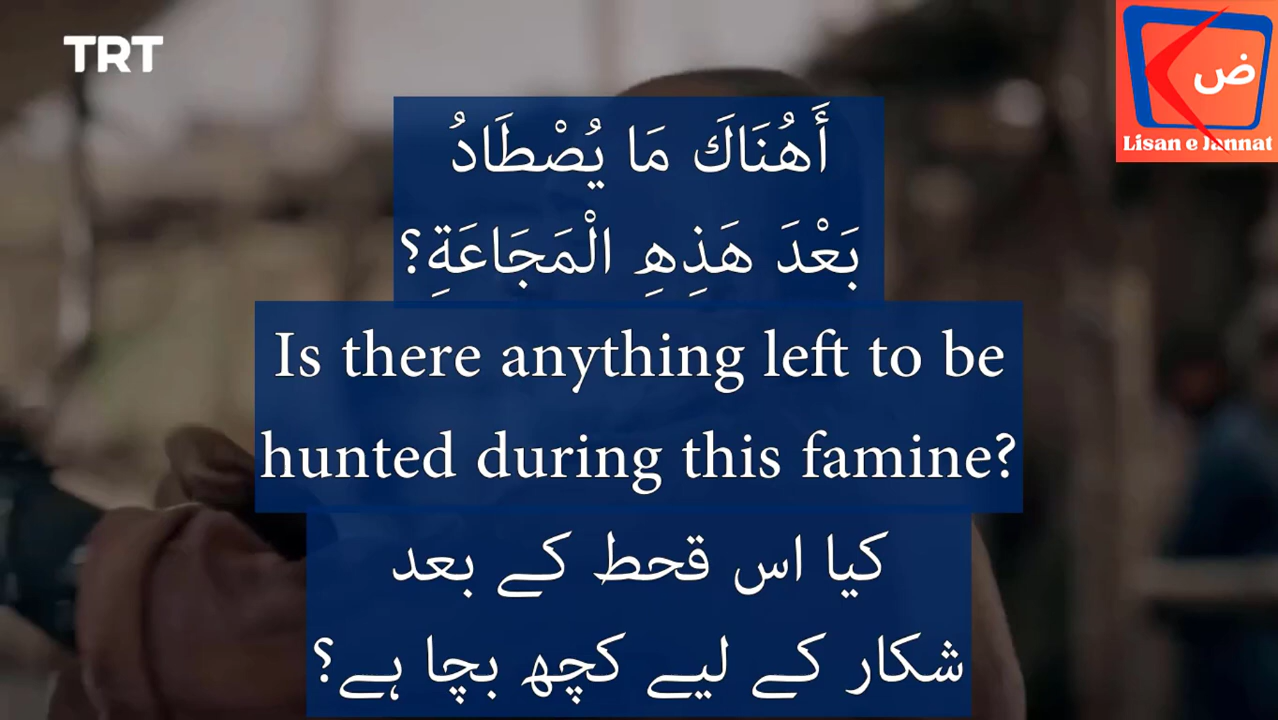 TRT
ض
Lisan e Jannat
أَهُنَاكَ مَا يُصْطَادُ
بَعْدَ هَذِهِ الْمَجَاعَةِ؟
Is there anything left to be
hunted during this famine?
کیا اس قحط کے بعد
شکار کے لیے کچھ بچا ہے؟